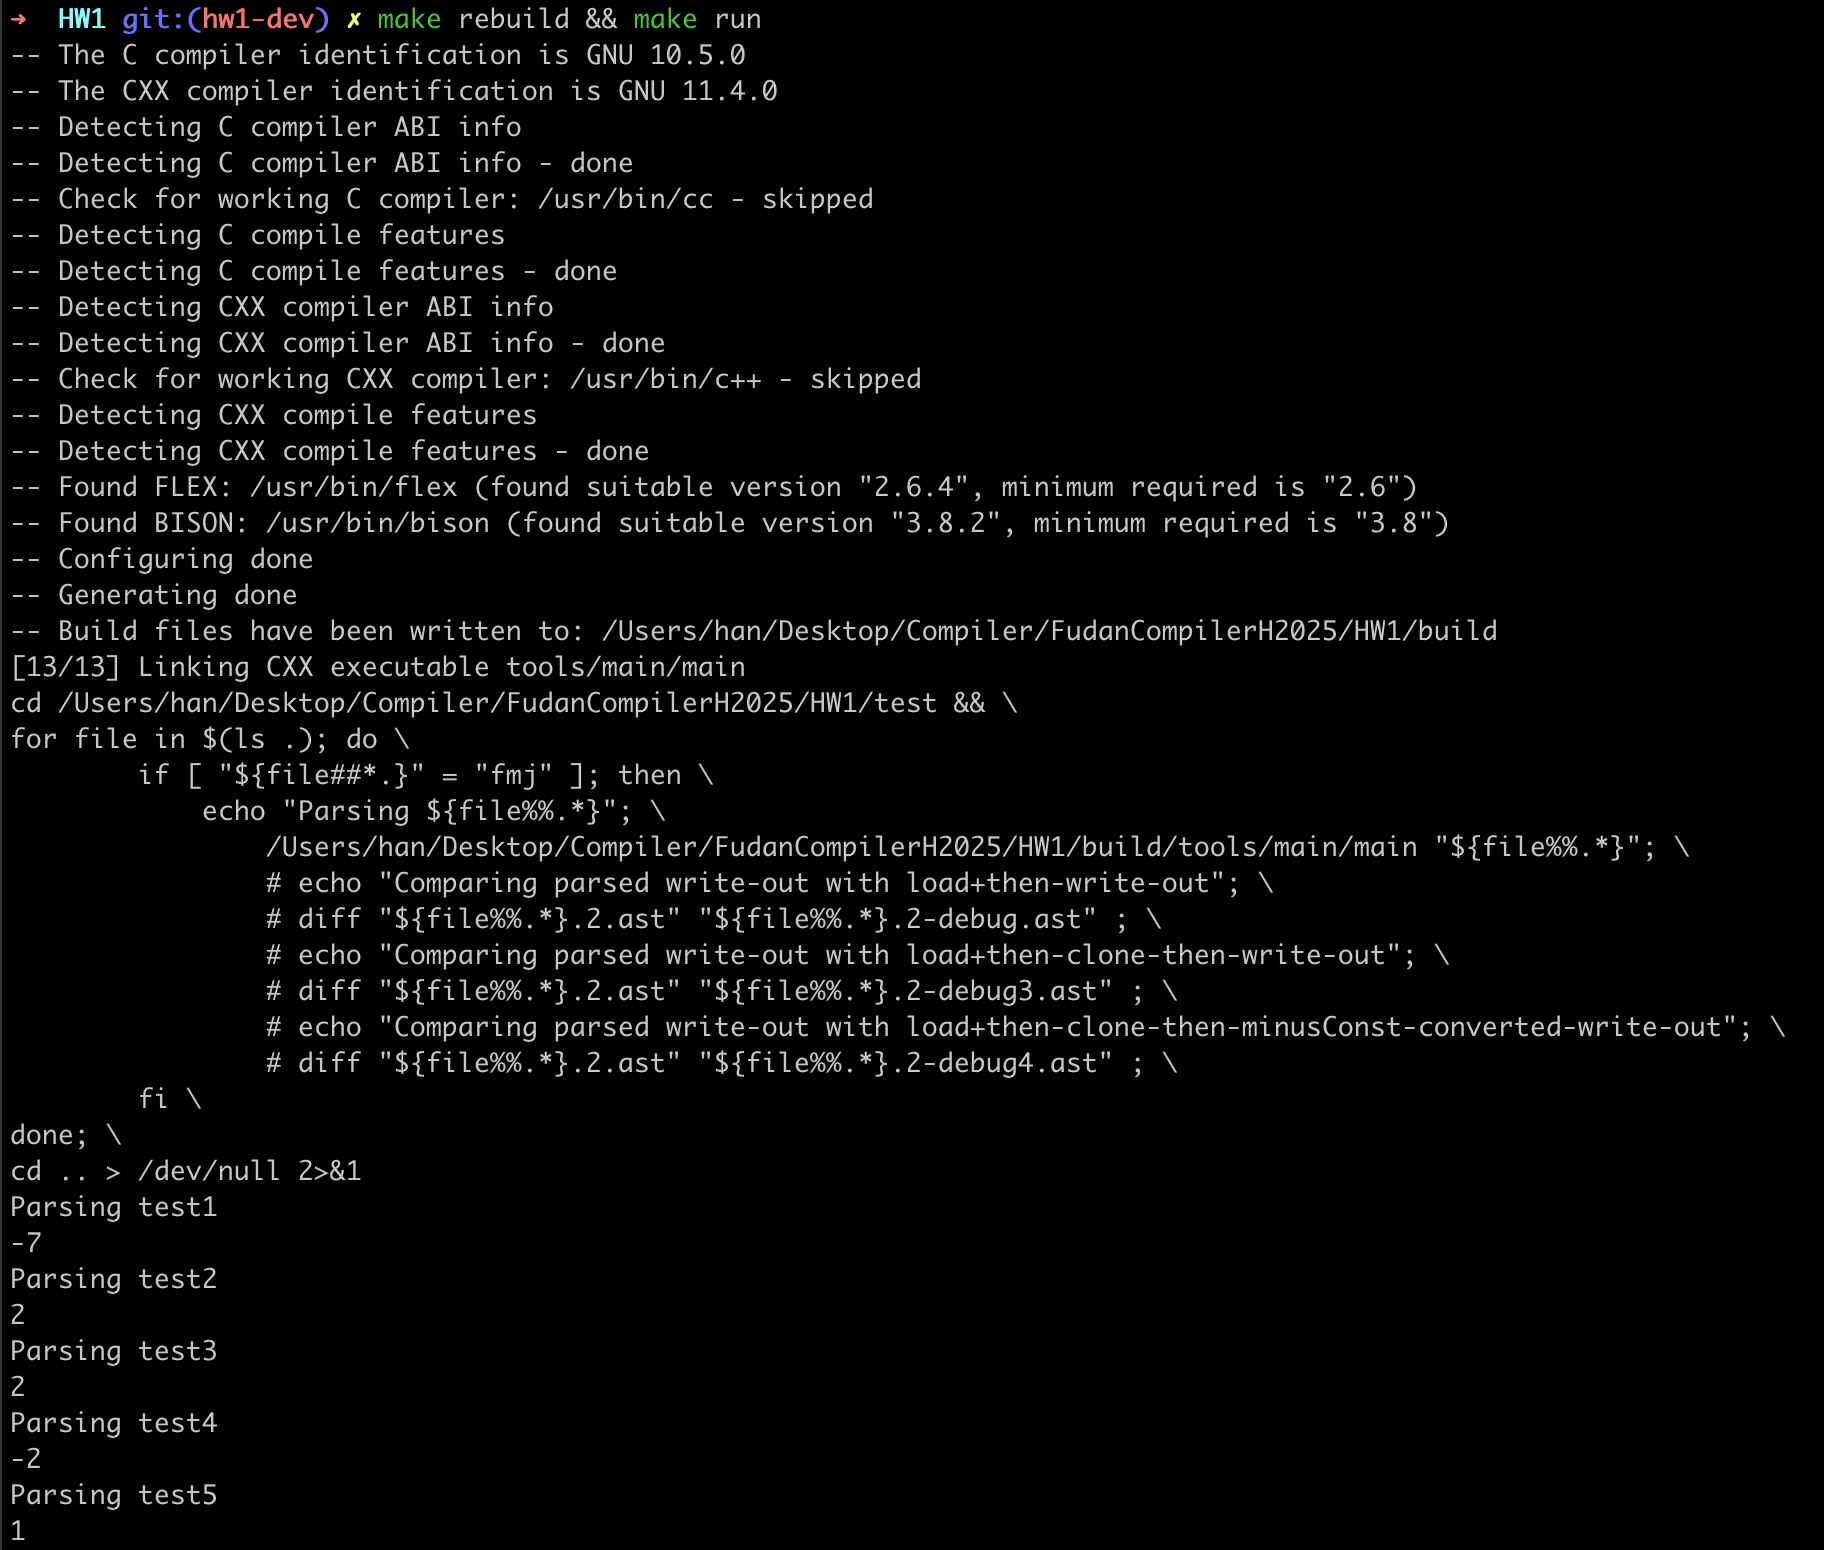 ➜  HW1 git:(hw1-dev) ✗ make rebuild && make run
-- The C compiler identification is GNU 10.5.0
-- The CXX compiler identification is GNU 11.4.0
-- Detecting C compiler ABI info
-- Detecting C compiler ABI info - done
-- Check for working C compiler: /usr/bin/cc - skipped
-- Detecting C compile features
-- Detecting C compile features - done
-- Detecting CXX compiler ABI info
-- Detecting CXX compiler ABI info - done
-- Check for working CXX compiler: /usr/bin/c++ - skipped
-- Detecting CXX compile features
-- Detecting CXX compile features - done
-- Found FLEX: /usr/bin/flex (found suitable version "2.6.4", minimum required is "2.6")
-- Found BISON: /usr/bin/bison (found suitable version "3.8.2", minimum required is "3.8")
-- Configuring done
-- Generating done
-- Build files have been written to: /Users/han/Desktop/Compiler/FudanCompilerH2025/HW1/build
[13/13] Linking CXX executable tools/main/main
cd /Users/han/Desktop/Compiler/FudanCompilerH2025/HW1/test && \
for file in $(ls .); do \
        if [ "${file##*.}" = "fmj" ]; then \
            echo "Parsing ${file%%.*}"; \
                /Users/han/Desktop/Compiler/FudanCompilerH2025/HW1/build/tools/main/main "${file%%.*}"; \
                # echo "Comparing parsed write-out with load+then-write-out"; \
                # diff "${file%%.*}.2.ast" "${file%%.*}.2-debug.ast" ; \
                # echo "Comparing parsed write-out with load+then-clone-then-write-out"; \
                # diff "${file%%.*}.2.ast" "${file%%.*}.2-debug3.ast" ; \
                # echo "Comparing parsed write-out with load+then-clone-then-minusConst-converted-write-out"; \
                # diff "${file%%.*}.2.ast" "${file%%.*}.2-debug4.ast" ; \
        fi \
done; \
cd .. > /dev/null 2>&1
Parsing test1
-7
Parsing test2
2
Parsing test3
2
Parsing test4
-2
Parsing test5
1